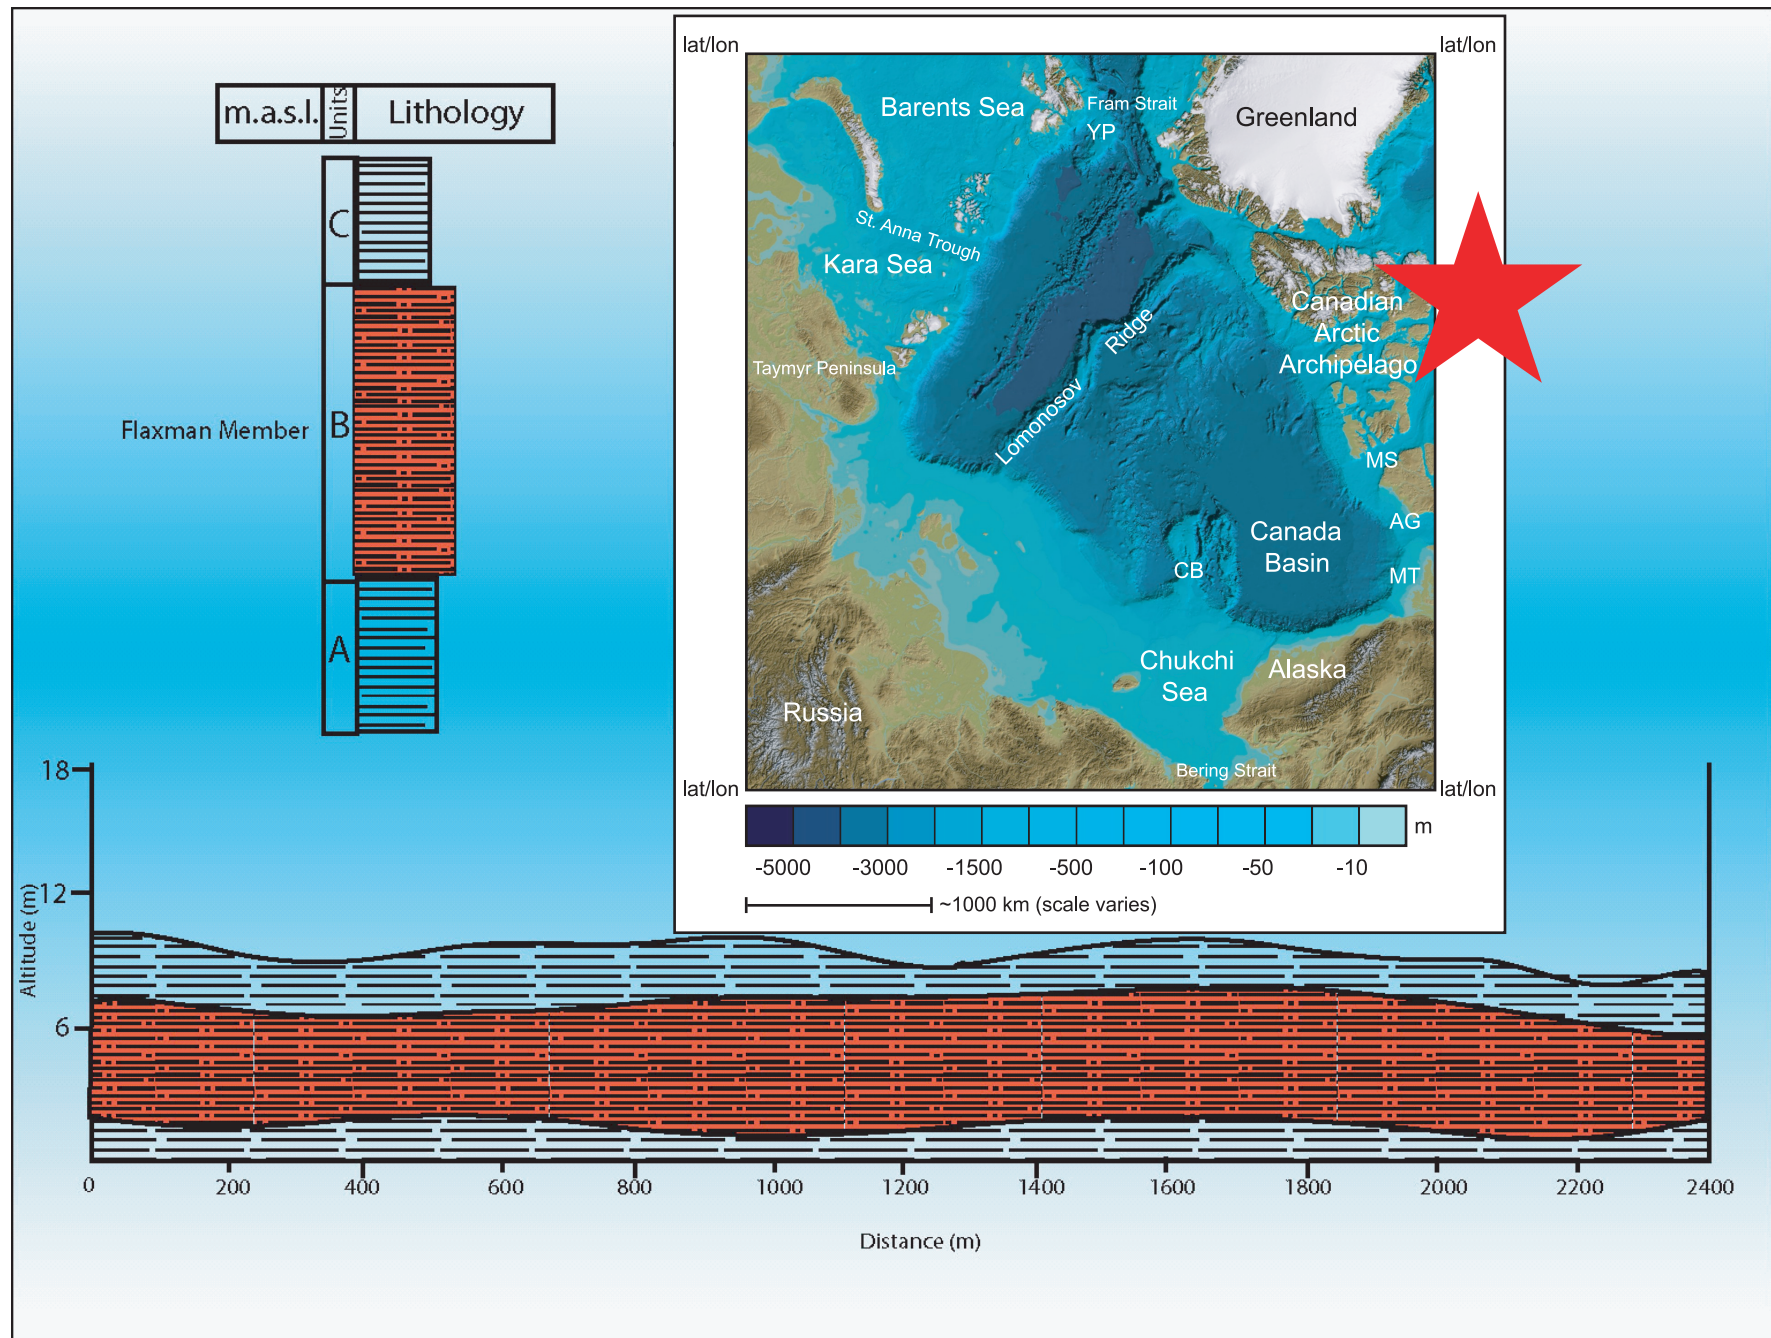 m.a.s.l.
Units
Lithology
C
B
A
Flaxman Member
lat/lon
lat/lon
Barents Sea
Fram Strait
YP
Greenland
St. Anna Trough
Kara Sea
Canadian
Arctic
Archipelago
Taymyr Peninsula
Lomonosov
Ridge
MS
AG
MT
Canada
Basin
CB
Chukchi
Sea
Alaska
Russia
Bering Strait
lat/lon
lat/lon
m
-5000
-3000
-1500
-500
-100
-50
-10
~1000 km (scale varies)
18
12
6
Altitude (m)
0
200
400
600
800
1000
1200
1400
1600
1800
2000
2200
2400
Distance (m)